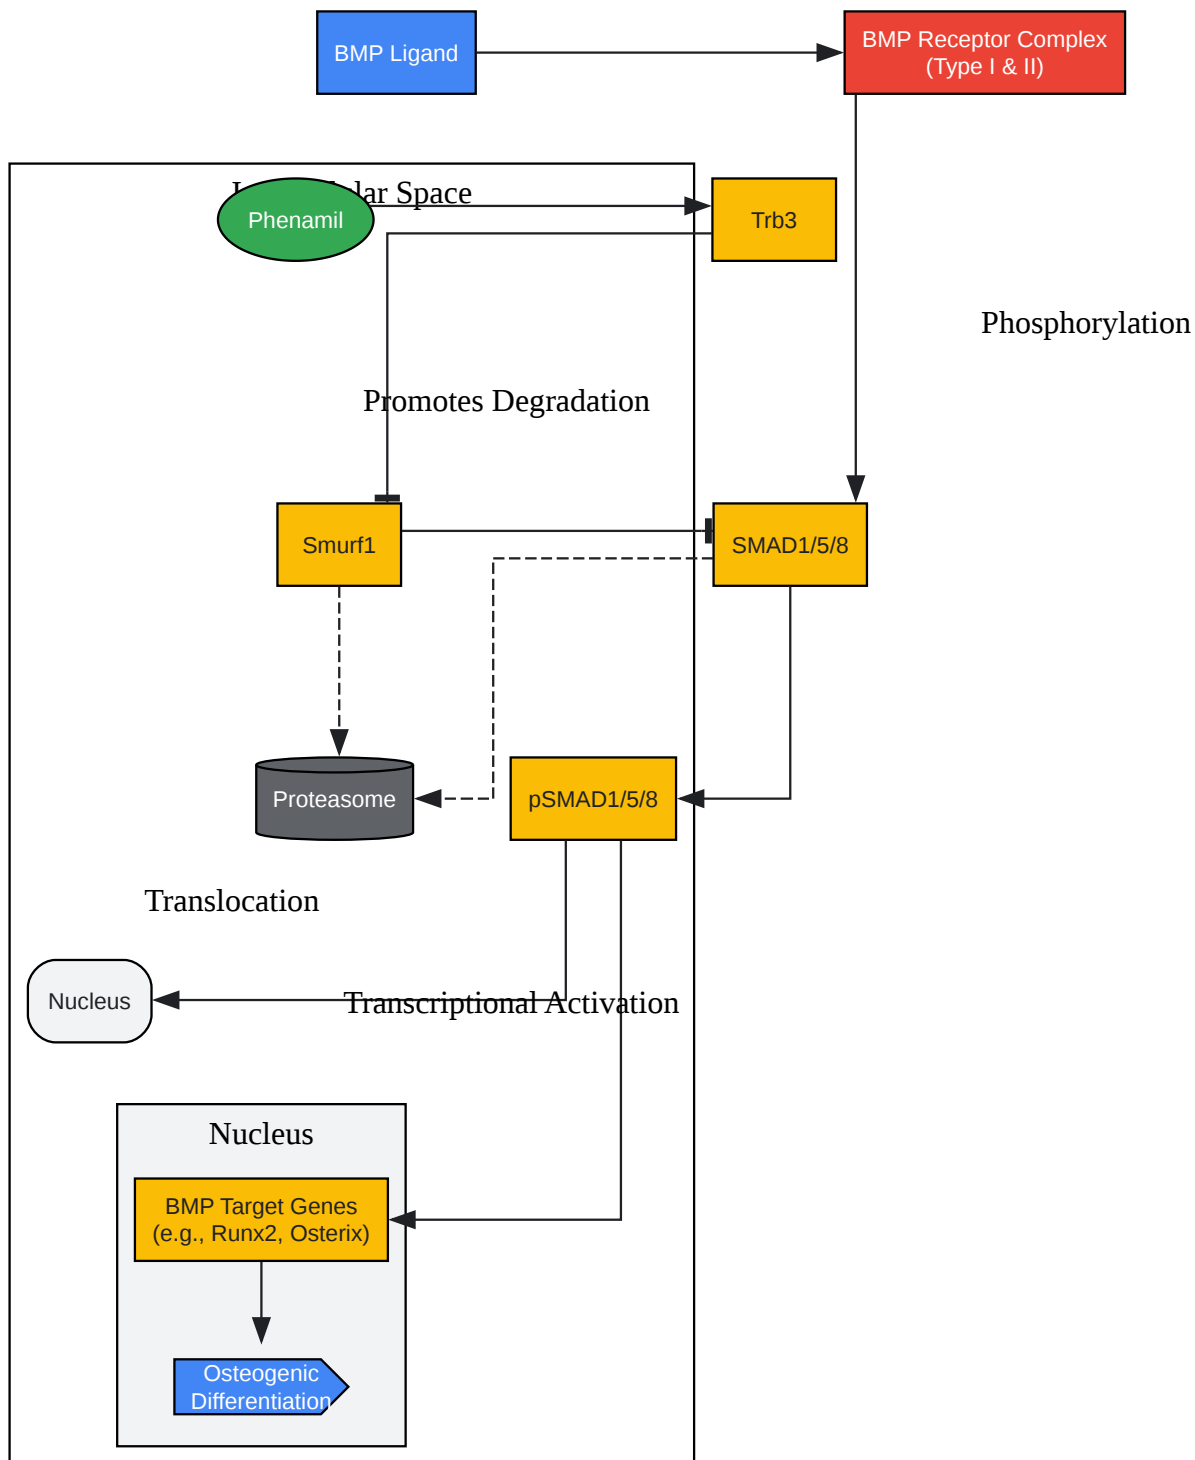 BMP Ligand
BMP Receptor Complex
(Type I & II)
Space
Phenamil
Trb3
Phosphorylation
Promotes Degradation
Smurf1
SMAD1/5/8
Proteasome
pSMAD1/5/8
Translocation
Nucleus
Transcriptional Activation
Nucleus
BMP Target Genes
(e.g., Runx2, Osterix)
Osteogenic
Differentiation